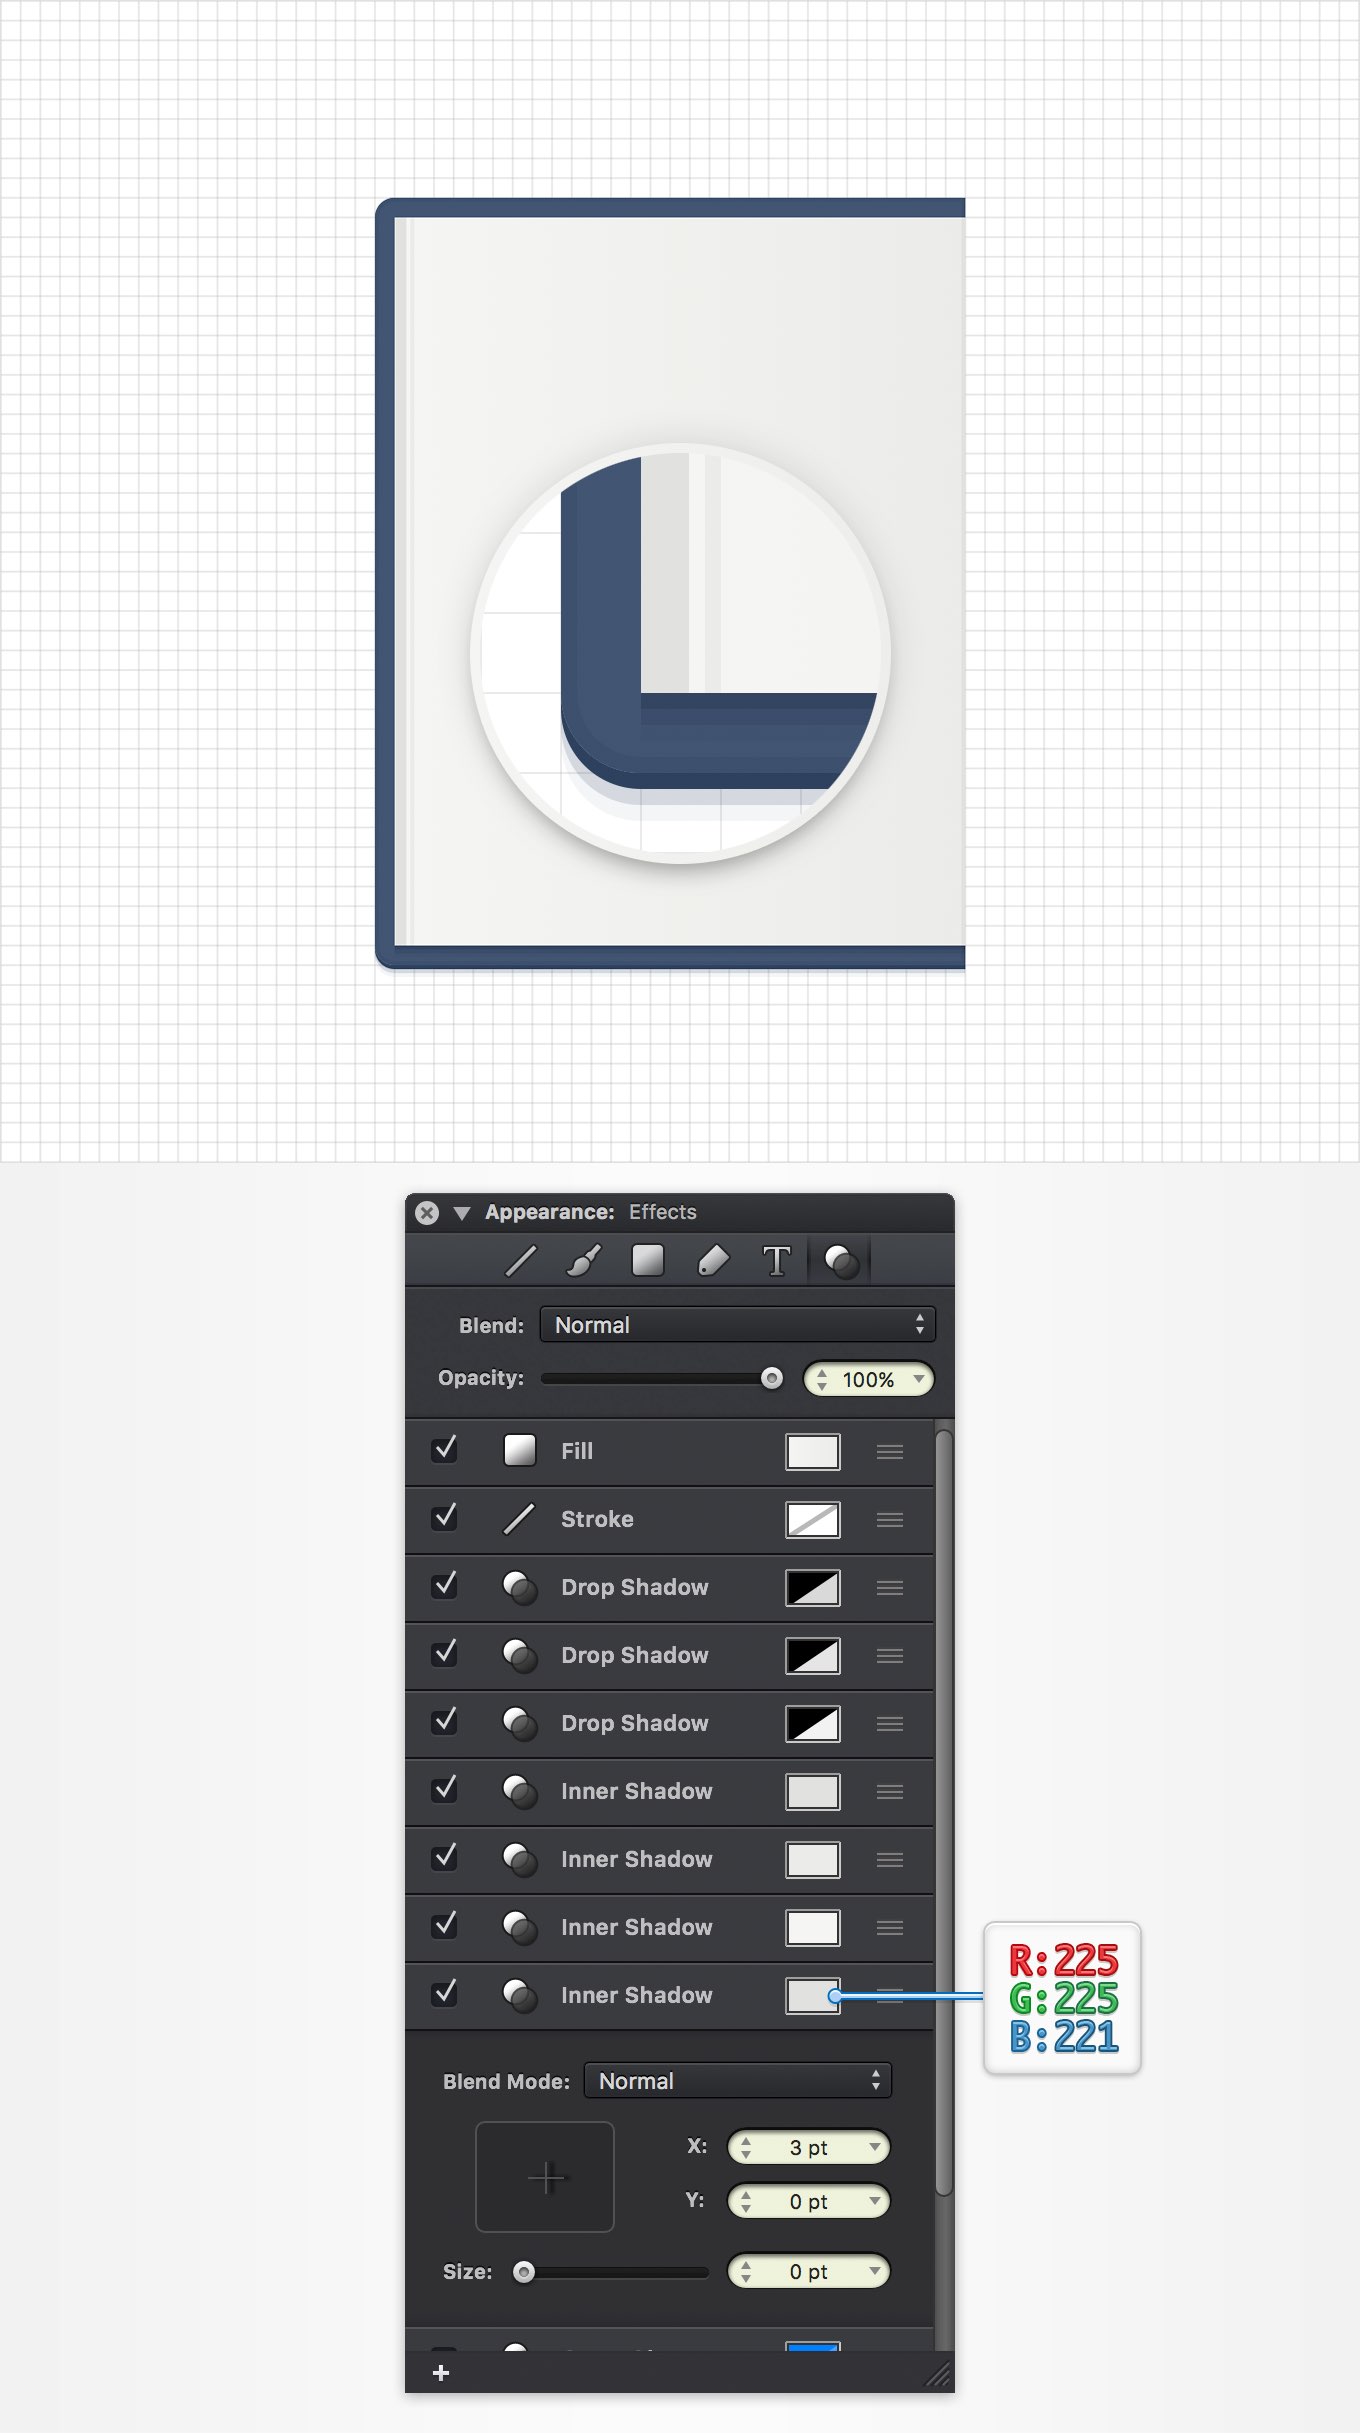 Appearance: Effects
T
Blend: Normal
Opacity: 100%
Fill
Stroke
Drop Shadow
Drop Shadow
Drop Shadow
Inner Shadow
Inner Shadow
Inner Shadow
Inner Shadow
R:225
G:225
B:221
Blend Mode: Normal
X: 3 pt
Y: 0 pt
Size: 0 pt
+